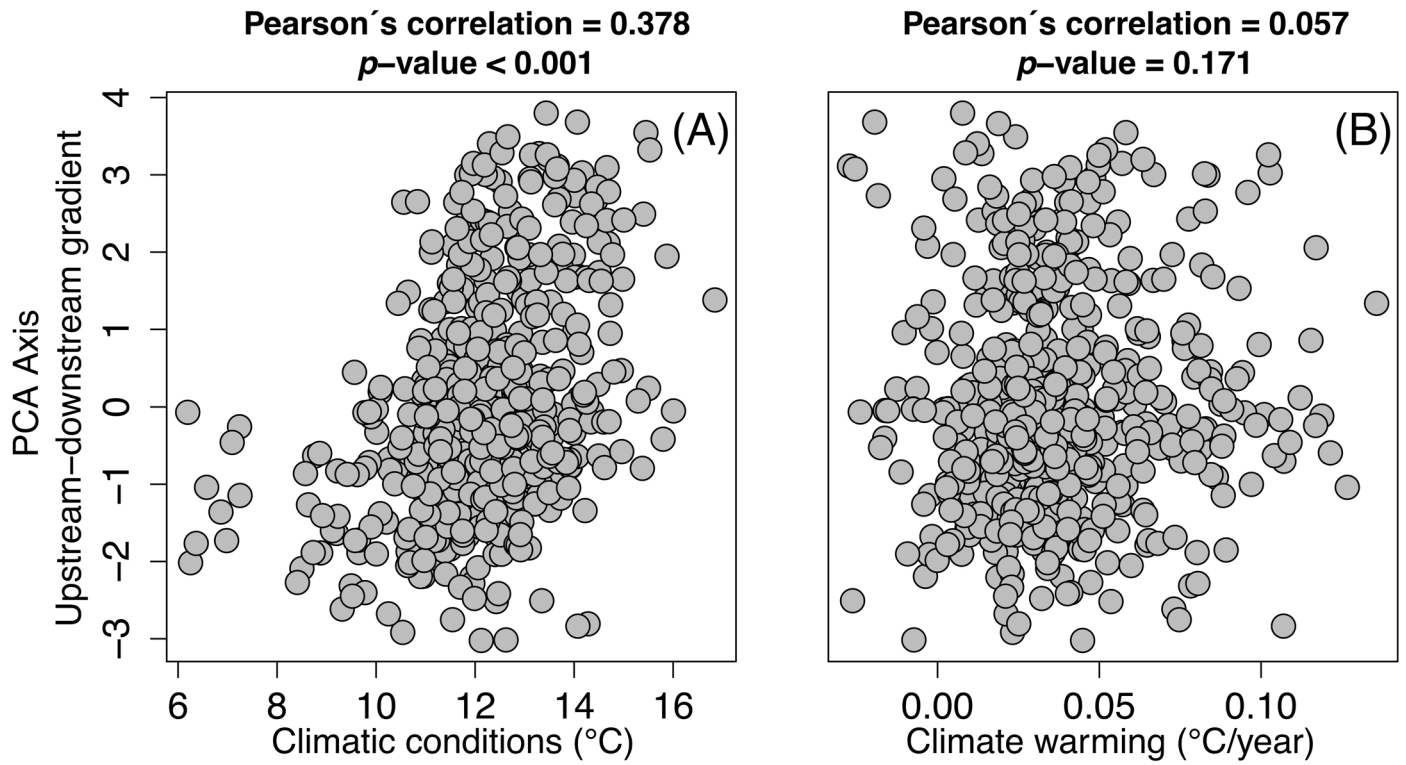 Pearson´s correlation = 0.378
p–value < 0.001
Pearson´s correlation = 0.057
p–value = 0.171
PCA Axis
Upstream–downstream gradient
4
3
2
1
0
−1
−2
−3
(A)
6 8 10 12 14 16
Climatic conditions (°C)
(B)
0.00 0.05 0.10
Climate warming (°C/year)